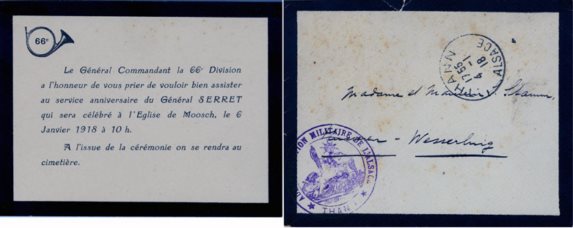 66e
Le Général Commandant la 66e Division
a l'honneur de vous prier de vouloir bien assister
au service anniversaire du Général SERRET
qui sera célébré à l'Eglise de Moosch, le 6
Janvier 1918 à 10 h.
A l'issue de la cérémonie on se rendra au
cimetière.
THANN
ALSACE
Madame et
Wesserling
MILITAIRE DE L'ALSAC
THANN